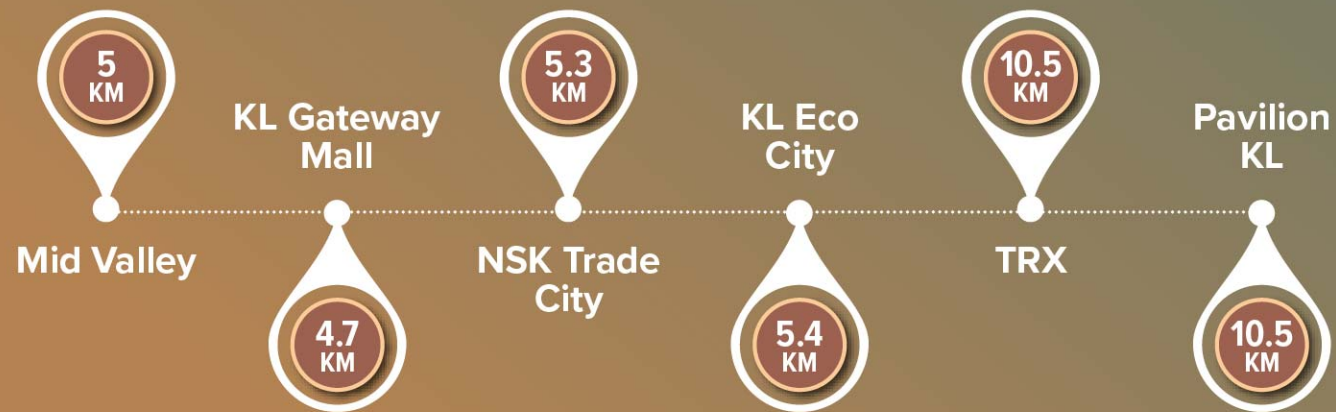 5
KM
Mid Valley
KL Gateway
Mall
4.7
KM
5.3
KM
NSK Trade
City
KL Eco
City
5.4
KM
10.5
KM
TRX
Pavilion
KL
10.5
KM